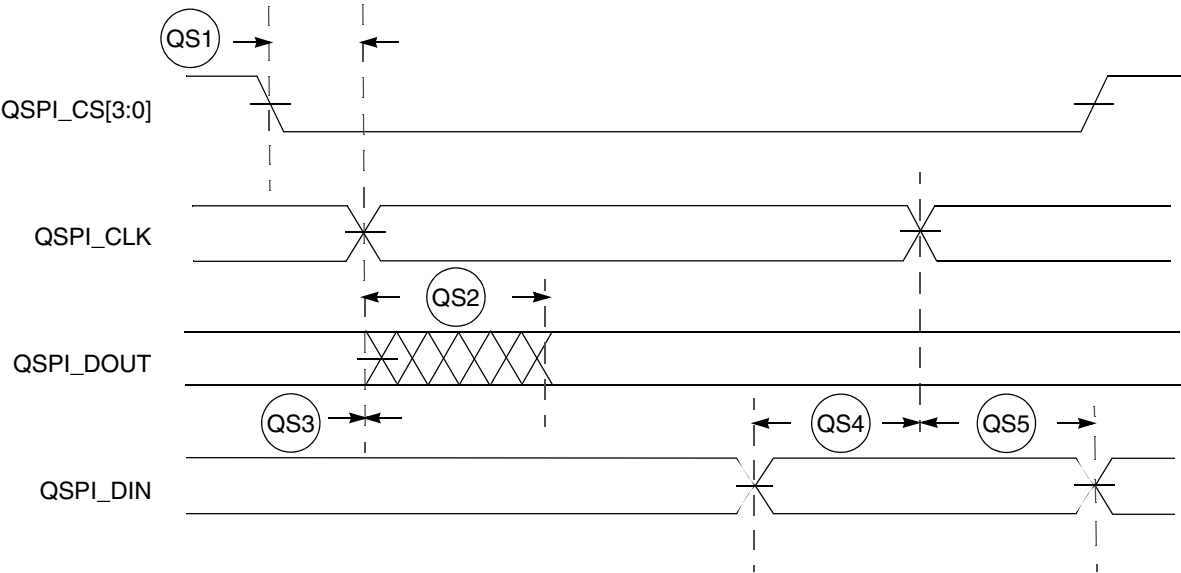 QS1
QSPI_CS[3:0]
QSPI_CLK
QS2
QSPI_DOUT
QS3
QS4
QS5
QSPI_DIN